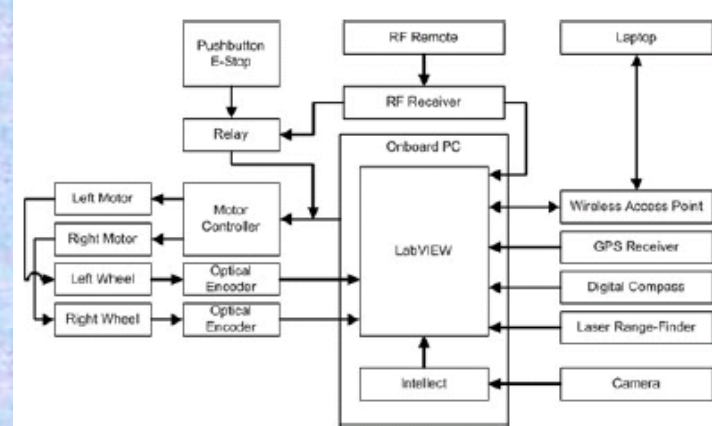 Pushbutton
E-Stop
RF Remote
Laptop
RF Receiver
Relay
Onboard PC
Left Motor
Motor
Controller
Wireless Access Point
Right Motor
LabVIEW
GPS Receiver
Left Wheel
Optical
Encoder
Digital Compass
Right Wheel
Optical
Encoder
Laser Range-Finder
Intellect
Camera